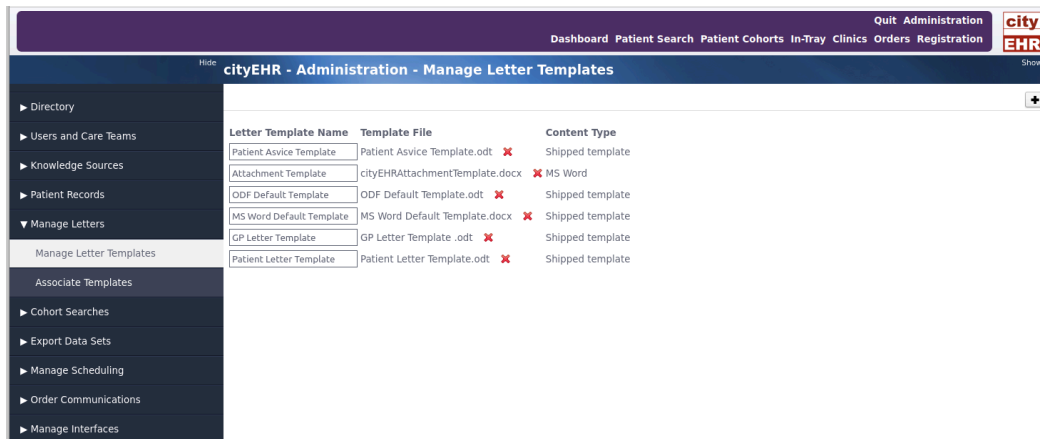 Quit Administration
Dashboard Patient Search Patient Cohorts In-Tray Clinics Orders Registration
city
EHR
Hide
cityEHR - Administration - Manage Letter Templates
Show
▶ Directory
▶ Users and Care Teams
▶ Knowledge Sources
▶ Patient Records
▼ Manage Letters
Manage Letter Templates
Associate Templates
▶ Cohort Searches
▶ Export Data Sets
▶ Manage Scheduling
▶ Order Communications
▶ Manage Interfaces
Letter Template Name Template File Content Type
Patient Asvice Template Patient Asvice Template.odt Shipped template
Attachment Template cityEHRAttachmentTemplate.docx MS Word
ODF Default Template ODF Default Template.odt Shipped template
MS Word Default Template MS Word Default Template.docx Shipped template
GP Letter Template GP Letter Template .odt Shipped template
Patient Letter Template Patient Letter Template.odt Shipped template